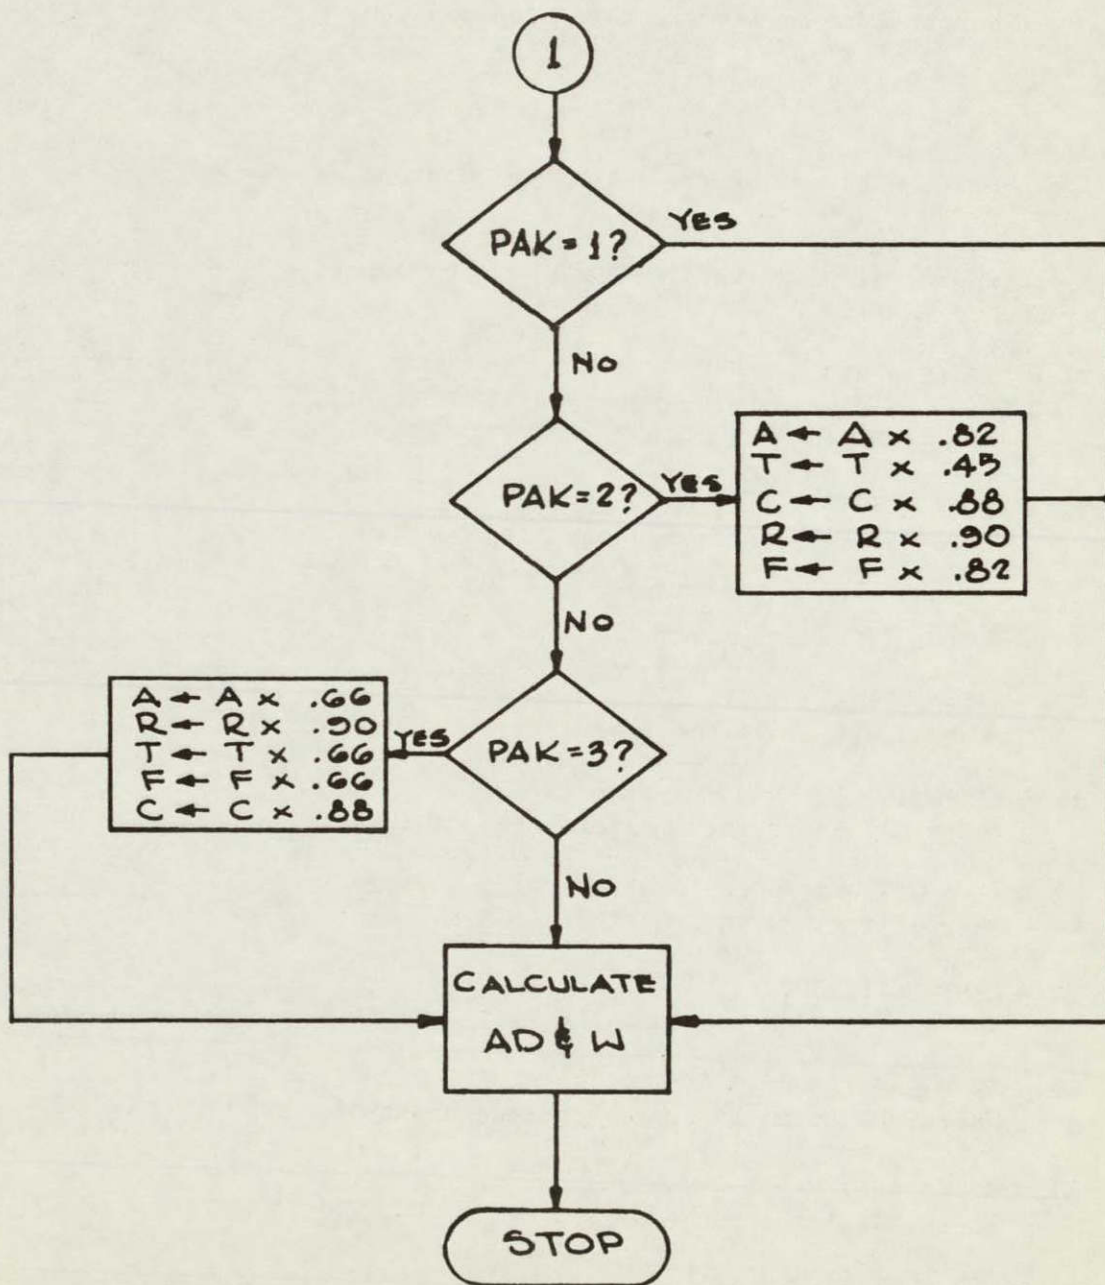 1
PAK = 1?
YES
NO
PAK = 2?
YES
A ← A × .82
T ← T × .45
C ← C × .88
R ← R × .90
F ← F × .82
NO
PAK = 3?
YES
A ← A × .66
R ← R × .90
T ← T × .66
F ← F × .66
C ← C × .88
NO
CALCULATE
AD & W
STOP